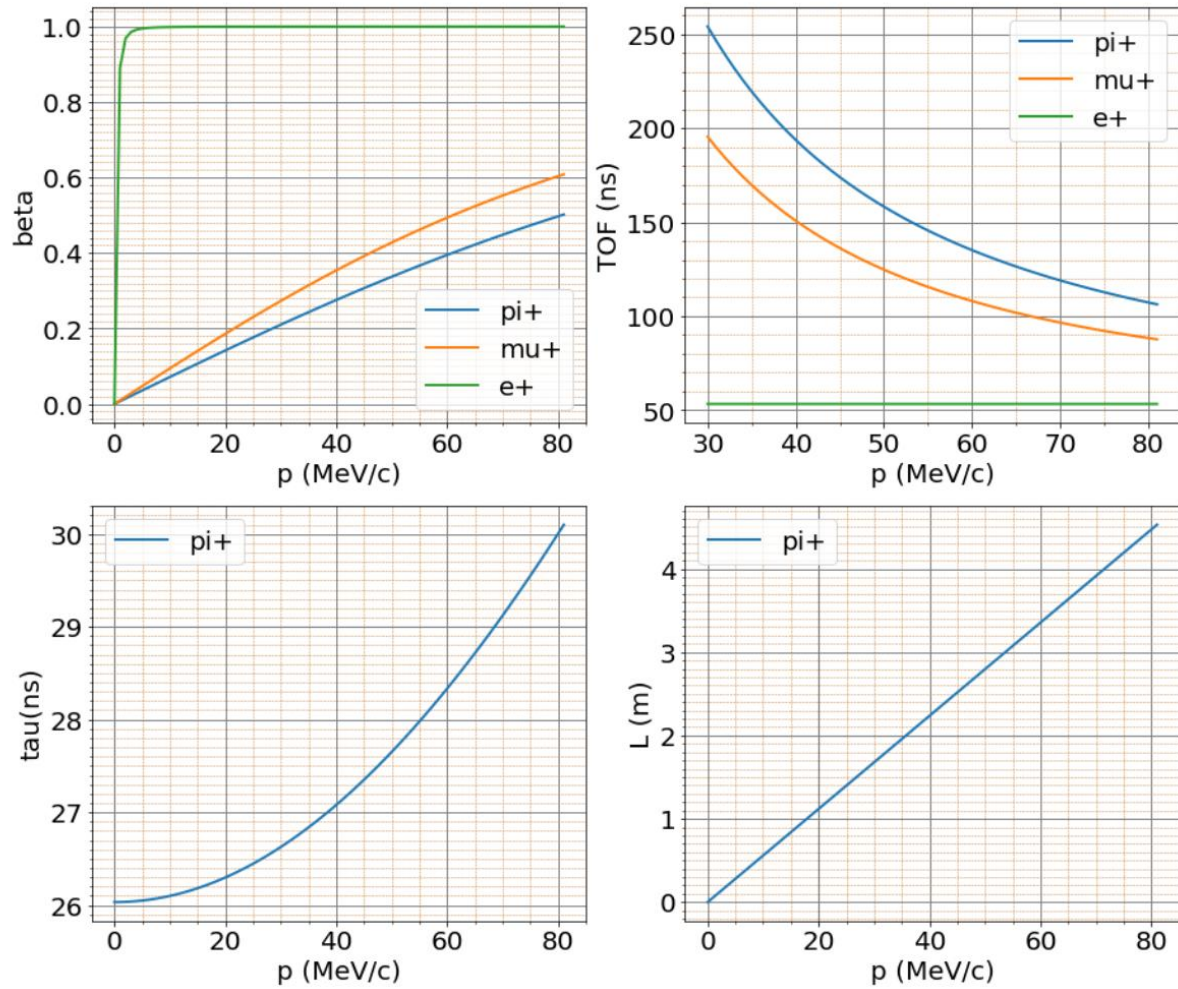 1.0
0.8
0.6
0.4
0.2
0.0
beta
pi+
mu+
e+
0 20 40 60 80
p (MeV/c)
250
200
150
100
50
TOF (ns)
pi+
mu+
e+
30 40 50 60 70 80
p (MeV/c)
30
29
28
27
26
tau(ns)
pi+
0 20 40 60 80
p (MeV/c)
4
3
2
1
0
L (m)
pi+
0 20 40 60 80
p (MeV/c)